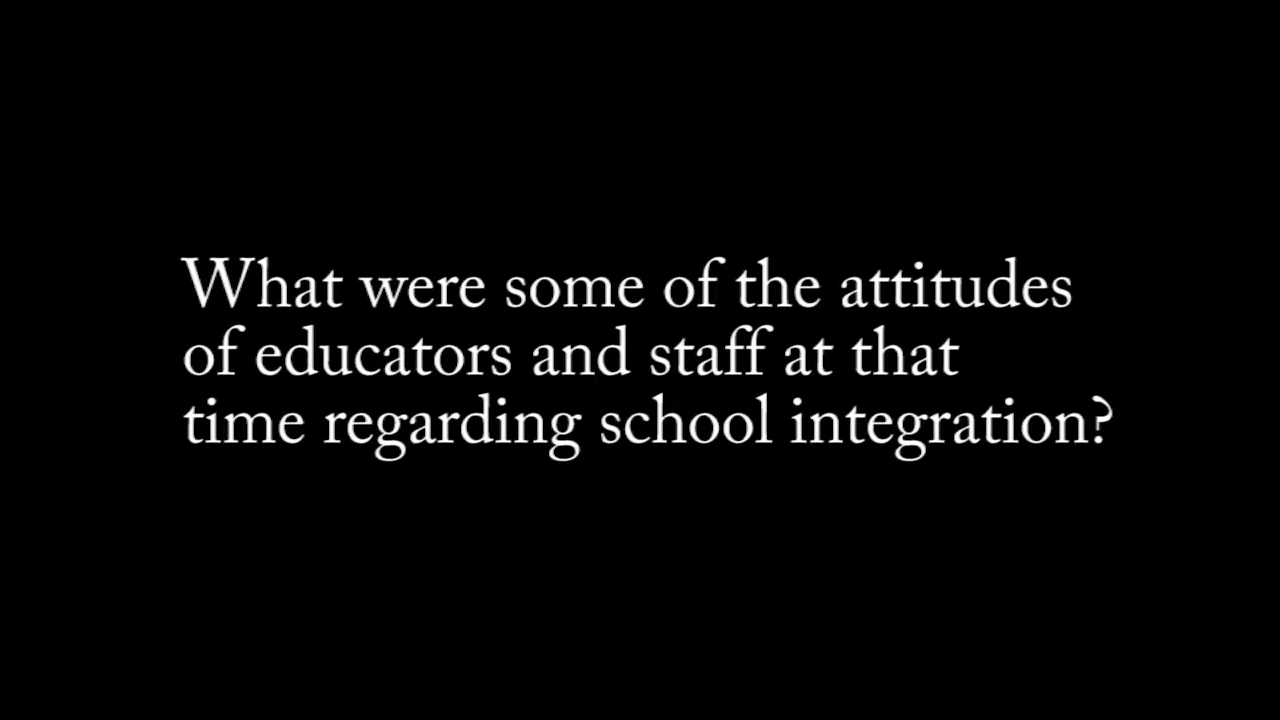 What were some of the attitudes
of educators and staff at that
time regarding school integration?